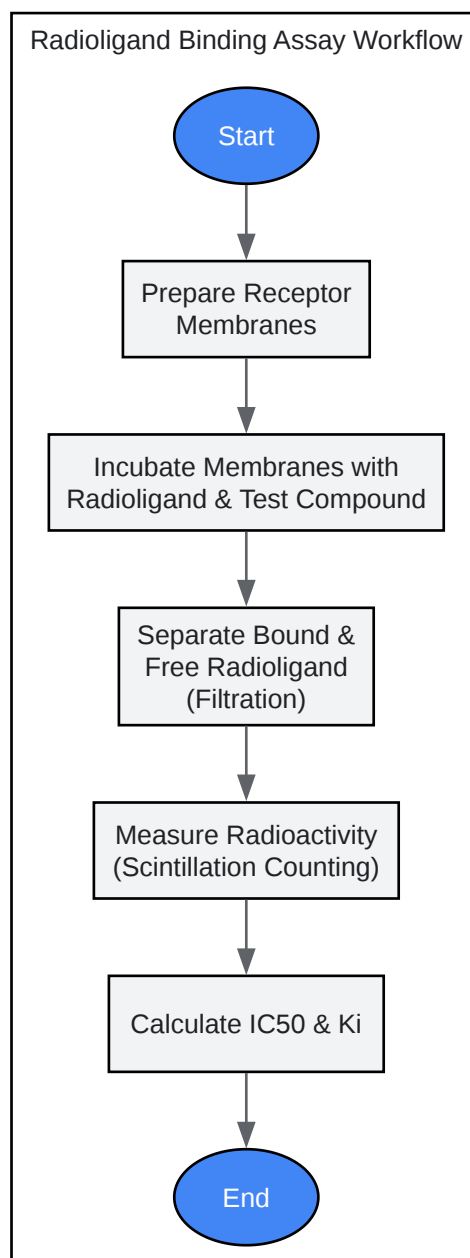 Radioligand Binding Assay Workflow
Start
Prepare Receptor
Membranes
Incubate Membranes with
Radioligand & Test Compound
Separate Bound &
Free Radioligand
(Filtration)
Measure Radioactivity
(Scintillation Counting)
Calculate IC50 & Ki
End